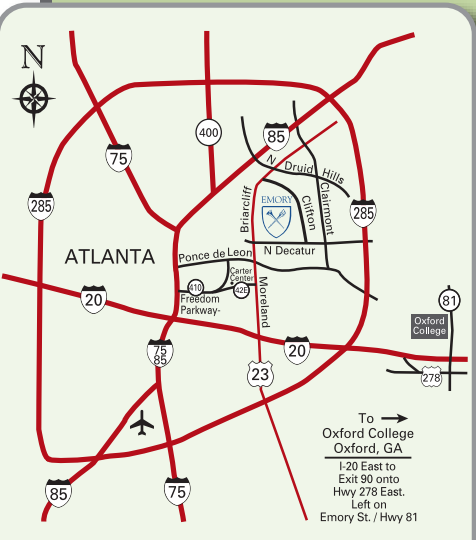 N
400
85
75
N Druid Hills
285
Briarcliff
EMORY
Clifton
Clairmont
285
ATLANTA
N Decatur
Ponce de Leon
Carter
Center
410
42E
Freedom
Parkway-
Moreland
20
81
Oxford
College
75
85
20
23
278
To
Oxford College
Oxford, GA
I-20 East to
Exit 90 onto
Hwy 278 East.
Left on
Emory St. / Hwy 81
85
75